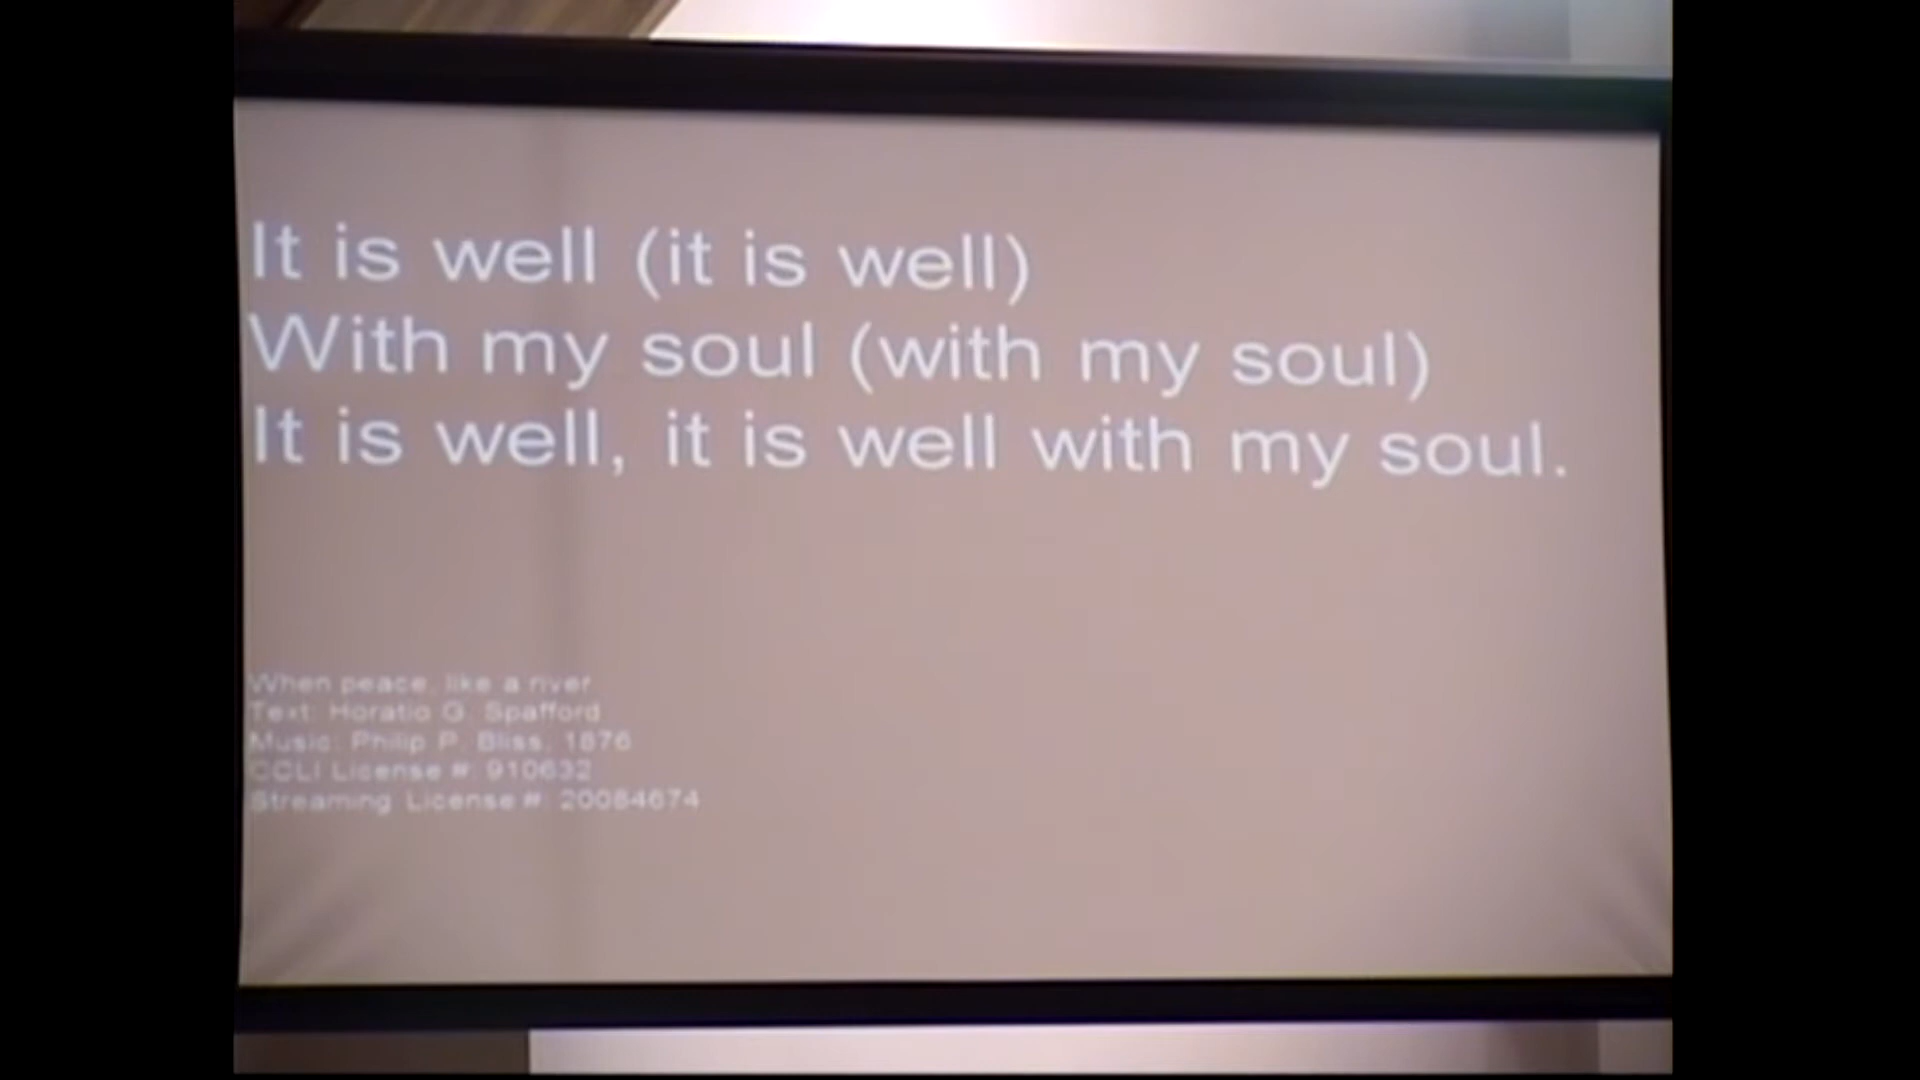 It is well (it is well)
With my soul (with my soul)
It is well, it is well with my soul.
When peace, like a river
Text: Horatio G. Spafford
Music: Philip P. Bliss, 1876
CCLI License #: 910632
Streaming License #: 20084674